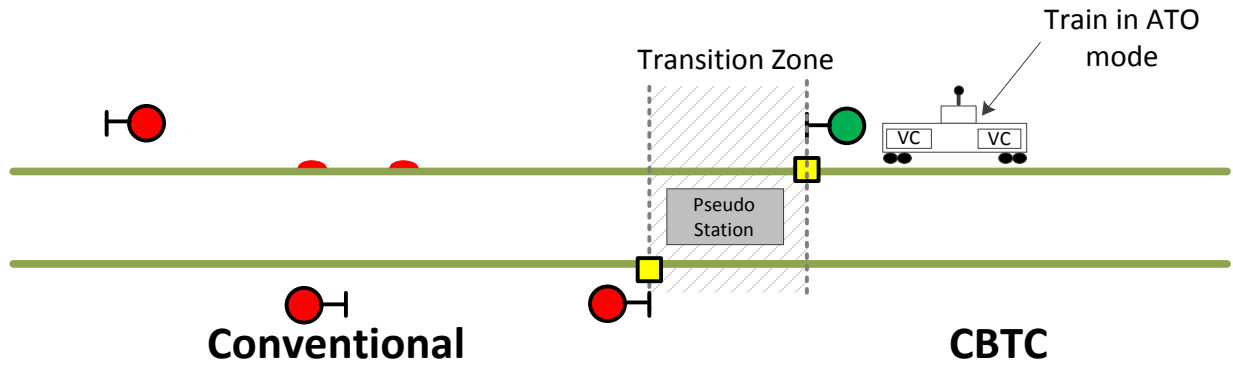 Train in ATO
mode
Transition Zone
VC
VC
Pseudo
Station
Conventional
CBTC